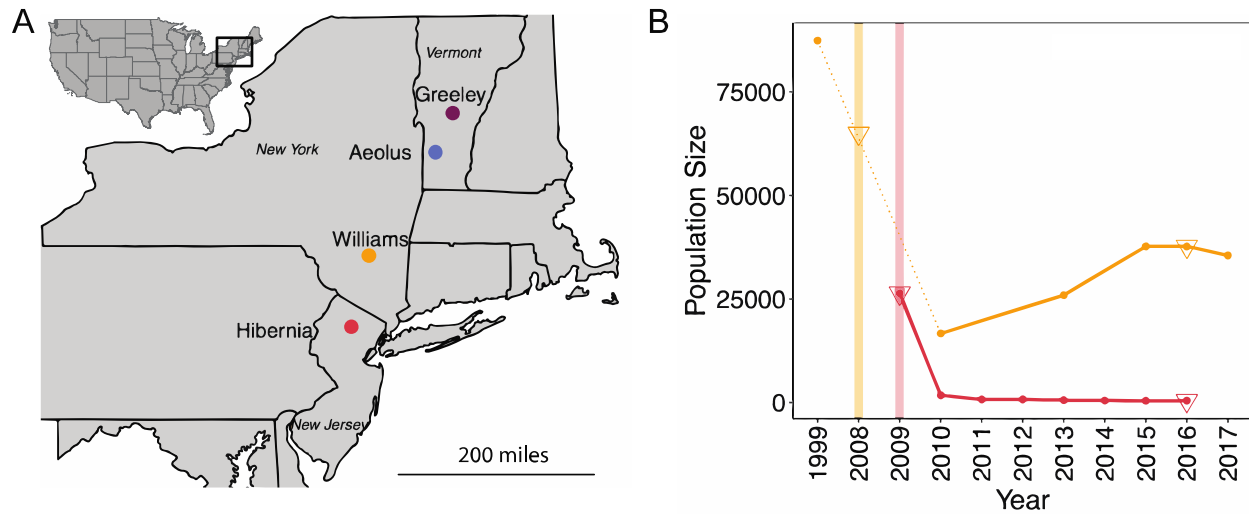 A
Vermont
Greeley
New York
Aeolus
Williams
Hibernia
New Jersey
200 miles
B
Population Size
75000
50000
25000
0
1999
2008
2009
2010
2011
2012
2013
2014
2015
2016
2017
Year